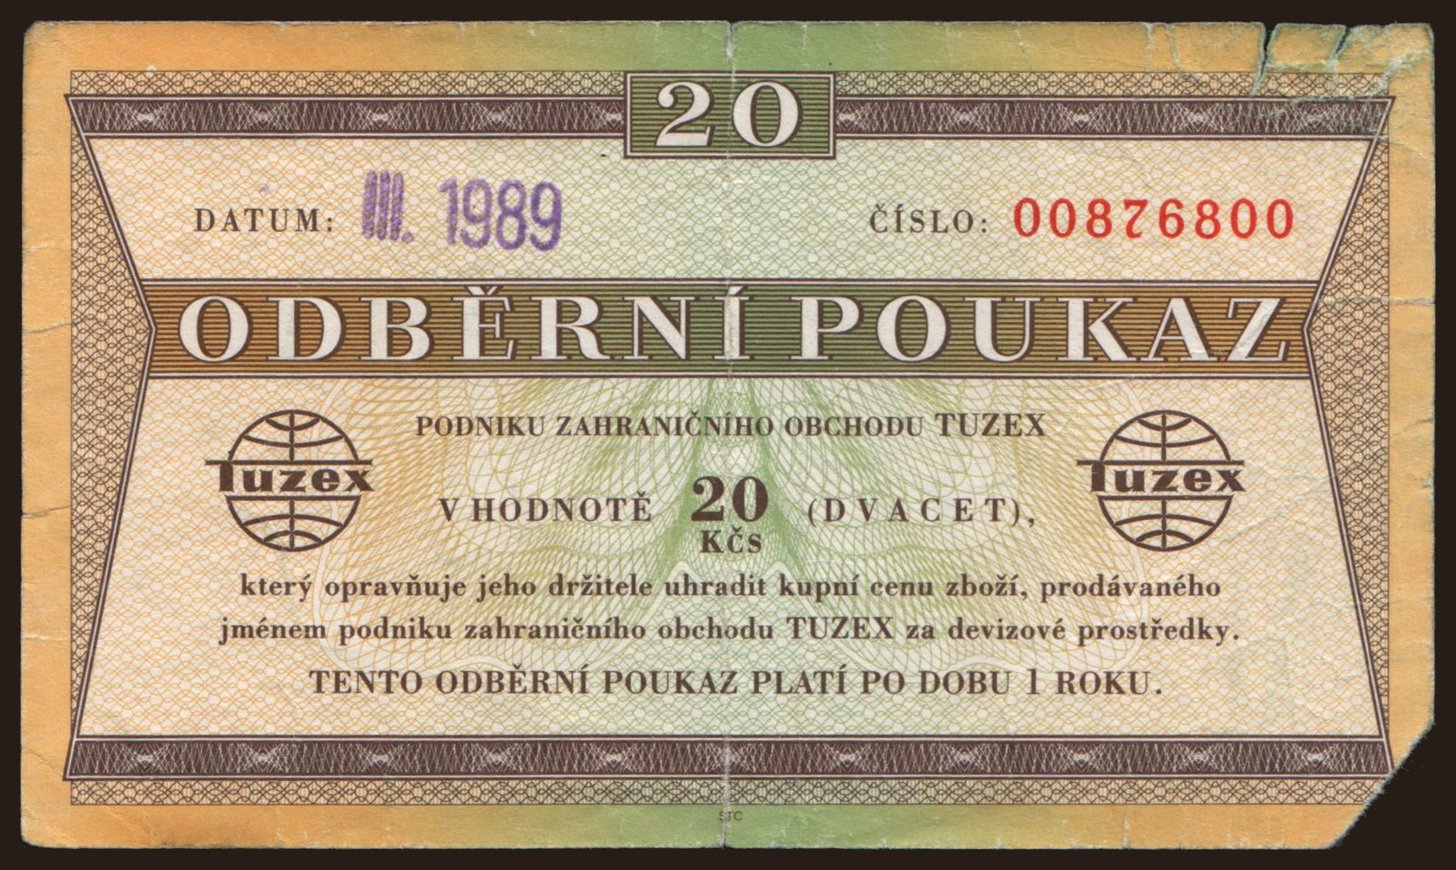 20
DATUM: III. 1989
ČÍSLO: 00876800
ODBĚRNÍ POUKAZ
PODNIKU ZAHRANIČNÍHO OBCHODU TUZEX
Tuzex
V HODNOTĚ 20 (DVACET),
Tuzex
Kčs
který opravňuje jeho držitele uhradit kupní cenu zboží, prodávaného
jménem podniku zahraničního obchodu TUZEX za devizové prostředky.
TENTO ODBĚRNÍ POUKAZ PLATÍ PO DOBU 1 ROKU.
STC